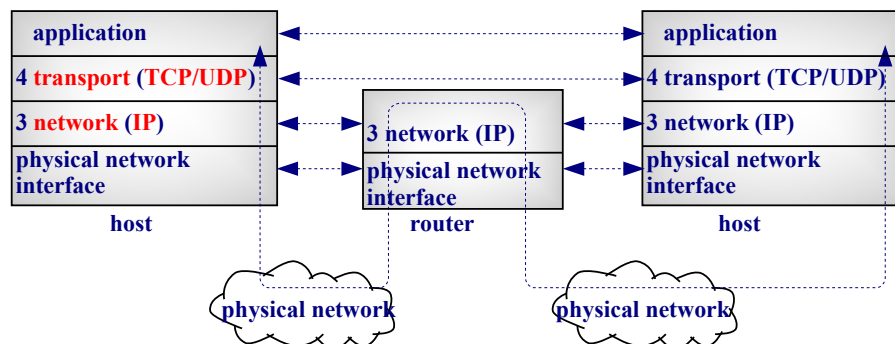 application
4 transport (TCP/UDP)
3 network (IP)
physical network
interface
host
3 network (IP)
physical network
interface
router
application
4 transport (TCP/UDP)
3 network (IP)
physical network
interface
host
physical network
physical network